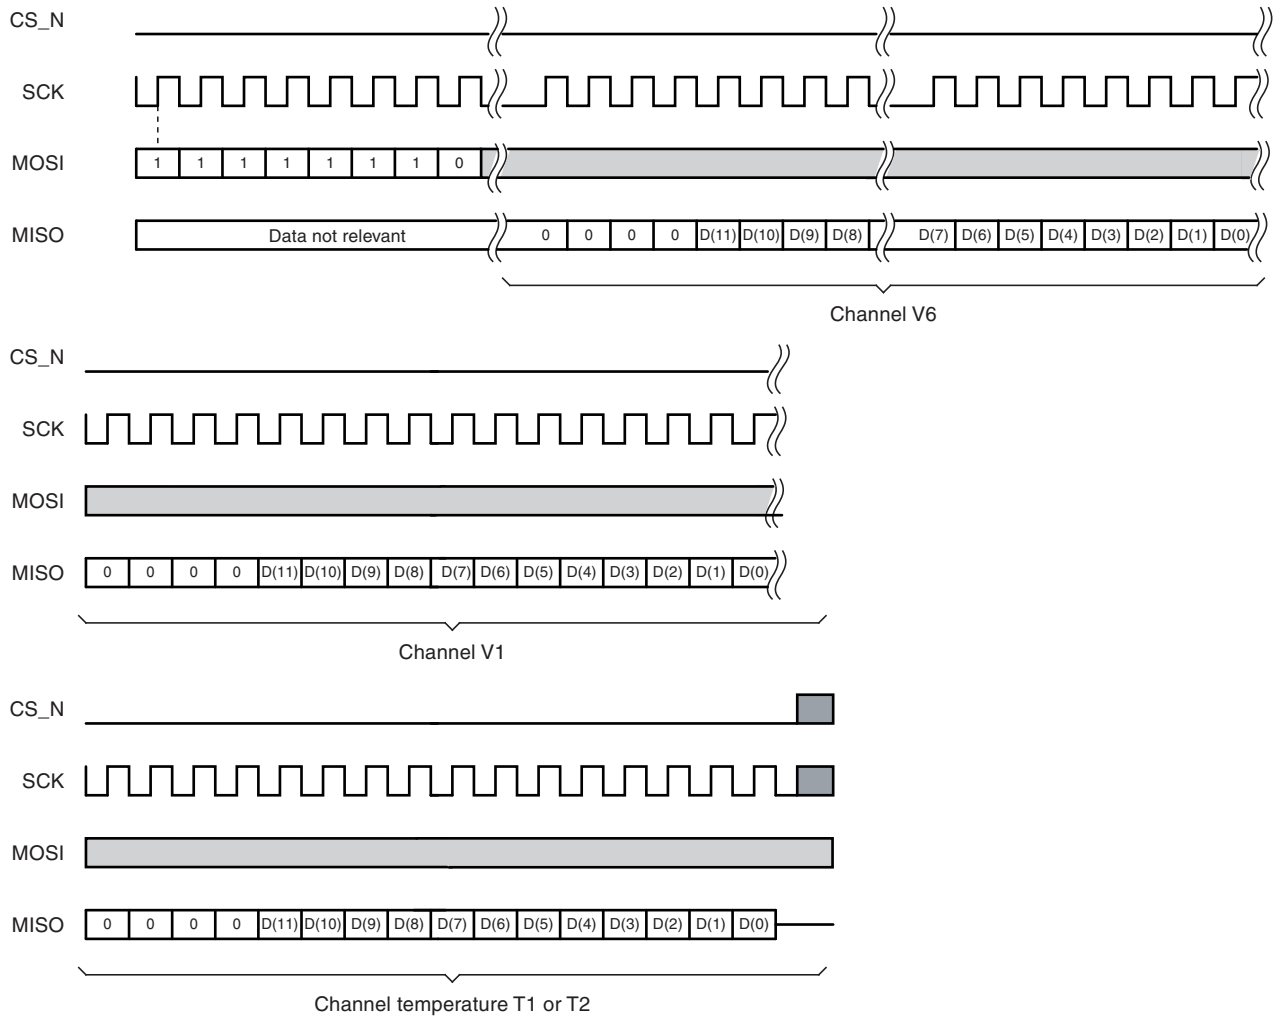 CS_N
SCK
MOSI 1 1 1 1 1 1 1 0
MISO Data not relevant 0 0 0 0 D(11) D(10) D(9) D(8) D(7) D(6) D(5) D(4) D(3) D(2) D(1) D(0)
Channel V6
CS_N
SCK
MOSI
MISO 0 0 0 0 D(11) D(10) D(9) D(8) D(7) D(6) D(5) D(4) D(3) D(2) D(1) D(0)
Channel V1
CS_N
SCK
MOSI
MISO 0 0 0 0 D(11) D(10) D(9) D(8) D(7) D(6) D(5) D(4) D(3) D(2) D(1) D(0)
Channel temperature T1 or T2